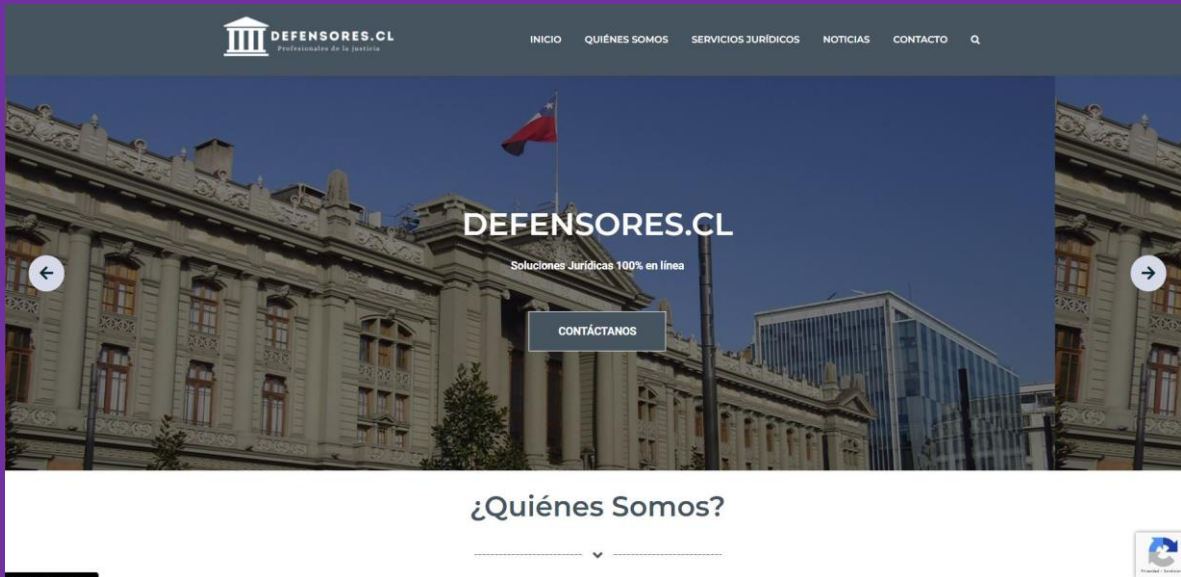 DEFENSORES.CL
Profesionales de la justicia
INICIO QUIÉNES SOMOS SERVICIOS JURÍDICOS NOTICIAS CONTACTO
DEFENSORES.CL
Soluciones Jurídicas 100% en línea
CONTÁCTANOS
¿Quiénes Somos?